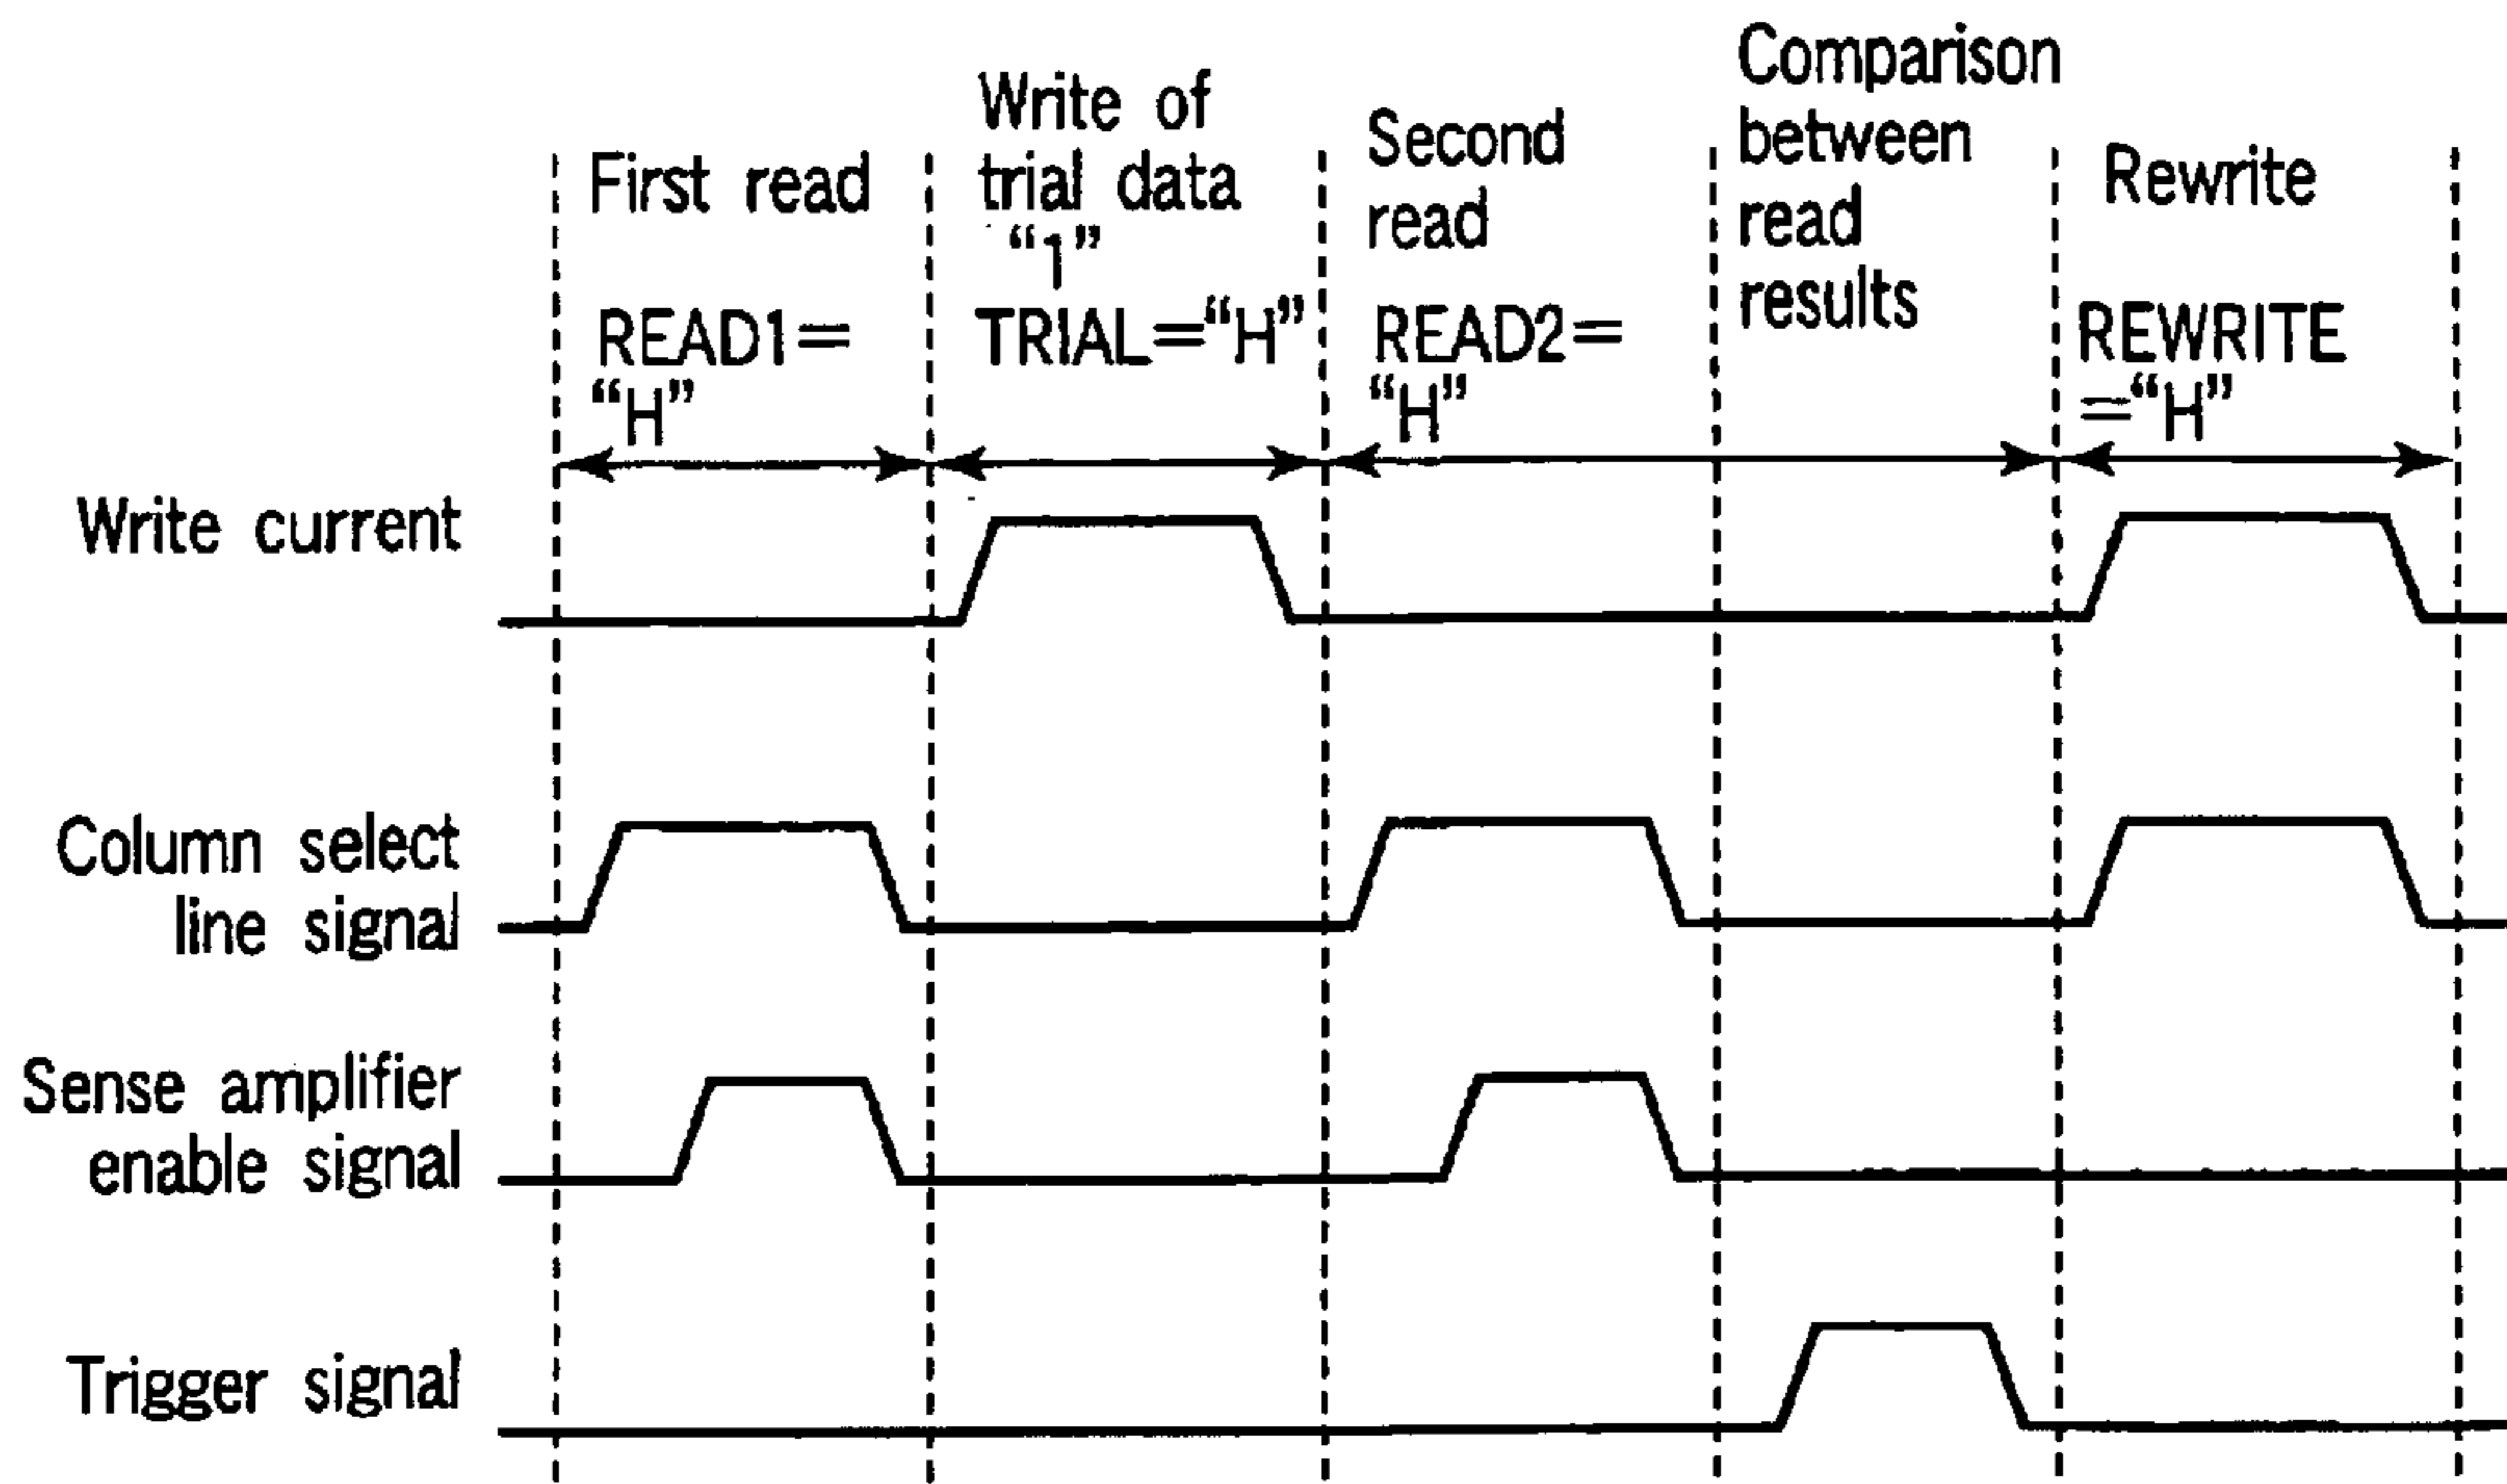 First read
READ1=
“H”
Write of
trial data
“1”
TRIAL=“H”
Second
read
READ2=
“H”
Comparison
between
read
results
Rewrite
REWRITE
=“H”
Write current
Column select
line signal
Sense amplifier
enable signal
Trigger signal